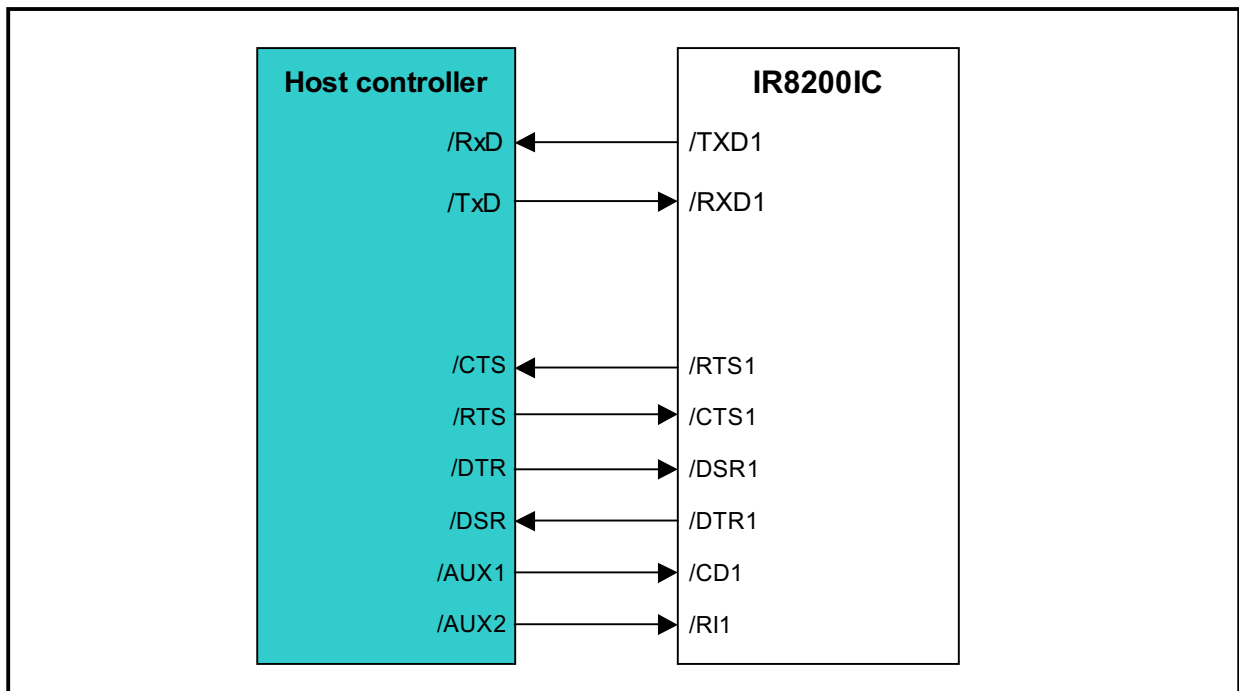 Host controller IR8200IC
/RxD /TXD1
/TxD /RXD1
/CTS /RTS1
/RTS /CTS1
/DTR /DSR1
/DSR /DTR1
/AUX1 /CD1
/AUX2 /RI1